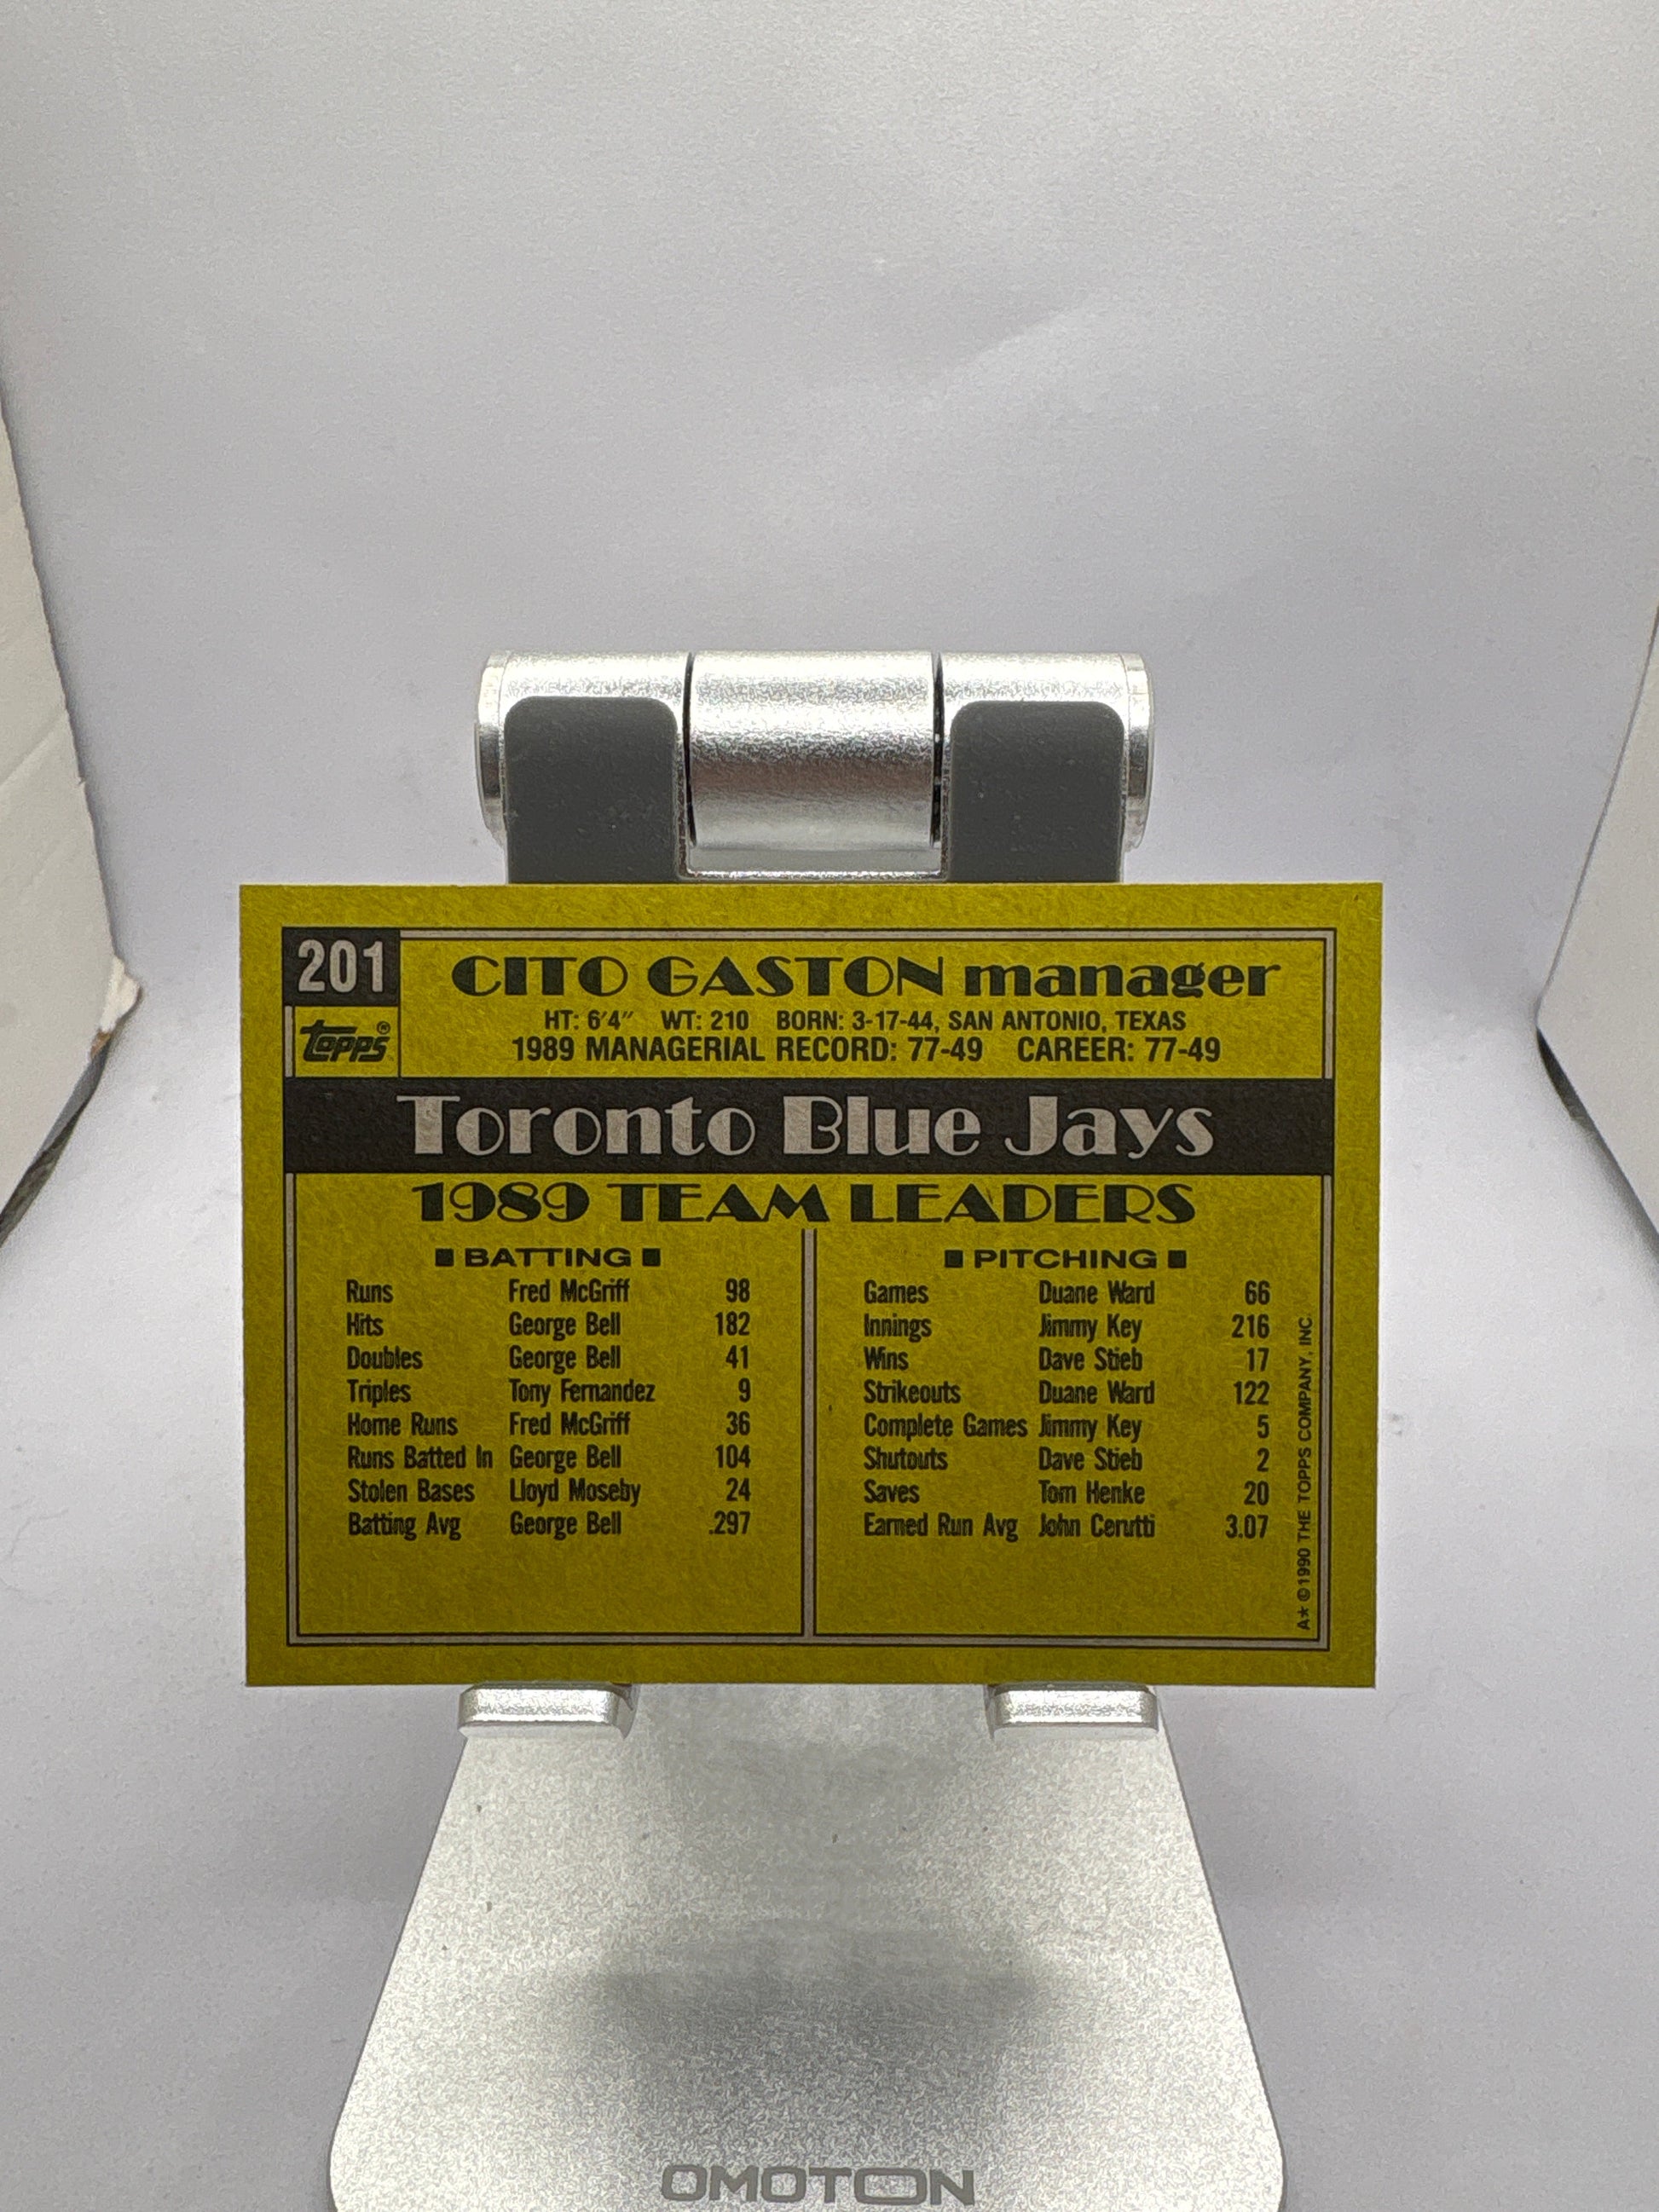 201
CITO GASTON manager
topps®
HT: 6'4" WT: 210 BORN: 3-17-44, SAN ANTONIO, TEXAS
1989 MANAGERIAL RECORD: 77-49 CAREER: 77-49
Toronto Blue Jays
1989 TEAM LEADERS
■ BATTING ■
Runs Fred McGriff 98
Hits George Bell 182
Doubles George Bell 41
Triples Tony Fernandez 9
Home Runs Fred McGriff 36
Runs Batted In George Bell 104
Stolen Bases Lloyd Moseby 24
Batting Avg George Bell .297
■ PITCHING ■
Games Duane Ward 66
Innings Jimmy Key 216
Wins Dave Stieb 17
Strikeouts Duane Ward 122
Complete Games Jimmy Key 5
Shutouts Dave Stieb 2
Saves Tom Henke 20
Earned Run Avg John Cerutti 3.07
A★ ©1990 THE TOPPS COMPANY, INC.
OMOTON